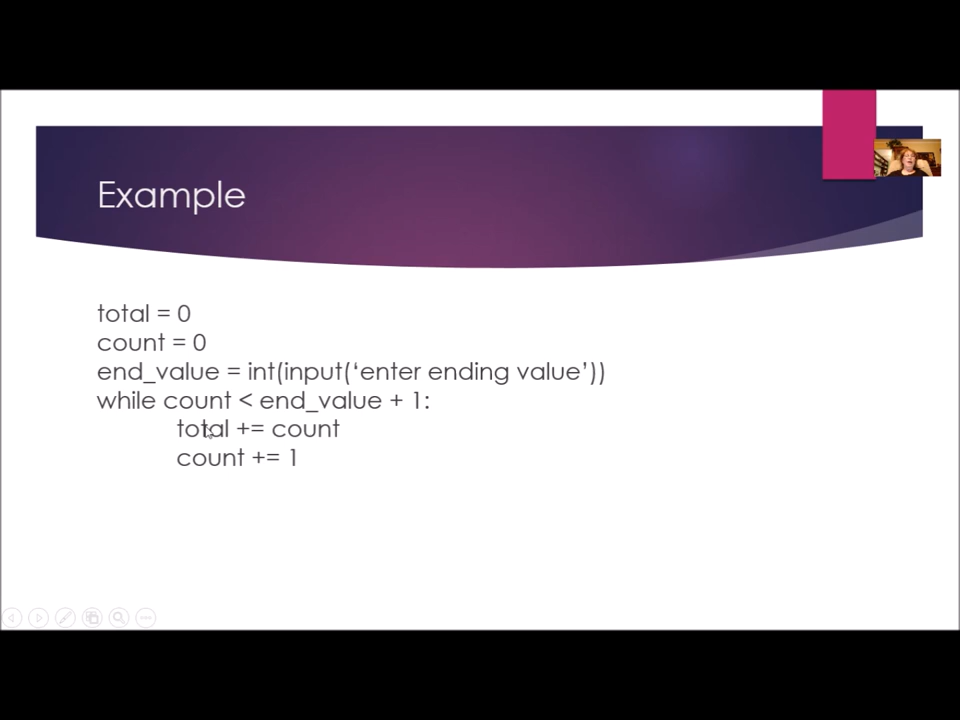 Example
total = 0
count = 0
end_value = int(input(‘enter ending value’))
while count < end_value + 1:
total += count
count += 1